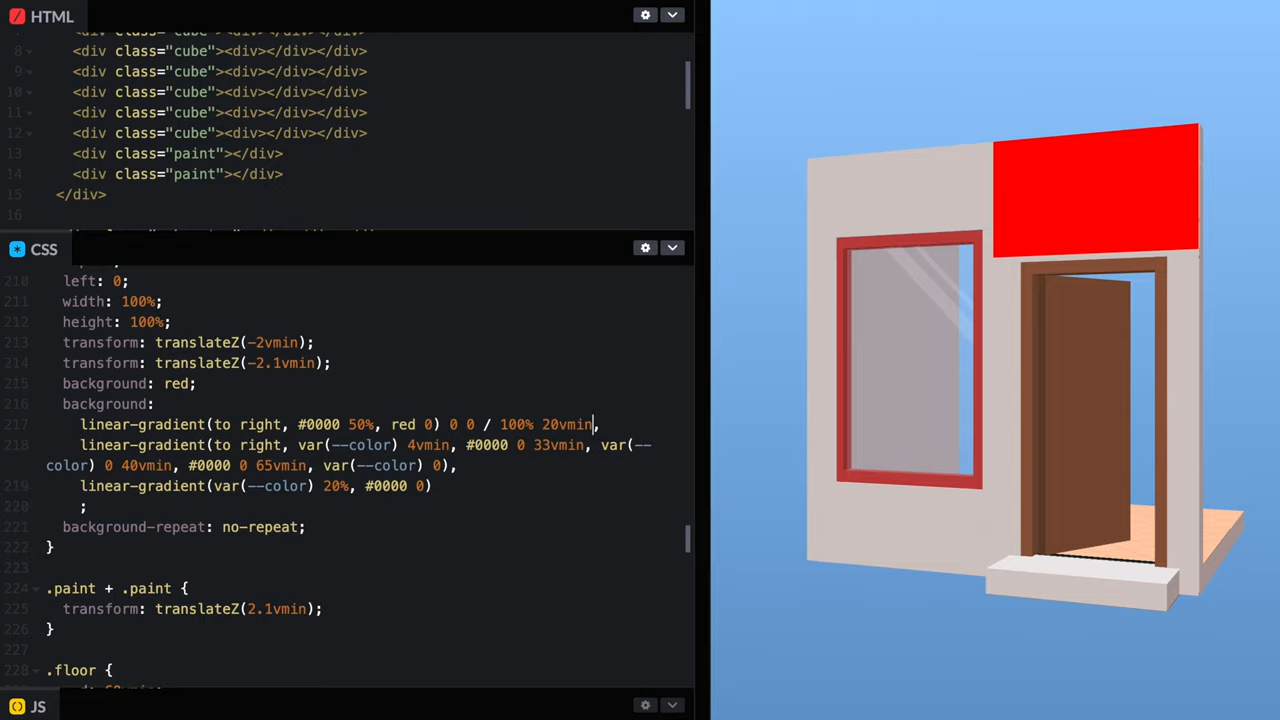 HTML
8 <div class="cube"><div></div></div>
9 <div class="cube"><div></div></div>
10 <div class="cube"><div></div></div>
11 <div class="cube"><div></div></div>
12 <div class="cube"><div></div></div>
13 <div class="paint"></div>
14 <div class="paint"></div>
15 </div>
16
CSS
210 left: 0;
211 width: 100%;
212 height: 100%;
213 transform: translateZ(-2vmin);
214 transform: translateZ(-2.1vmin);
215 background: red;
216 background:
217 linear-gradient(to right, #0000 50%, red 0) 0 0 / 100% 20vmin,
218 linear-gradient(to right, var(--color) 4vmin, #0000 0 33vmin, var(--
color) 0 40vmin, #0000 0 65vmin, var(--color) 0),
219 linear-gradient(var(--color) 20%, #0000 0)
220 ;
221 background-repeat: no-repeat;
222 }
223
224 .paint + .paint {
225 transform: translateZ(2.1vmin);
226 }
227
228 .floor {
JS